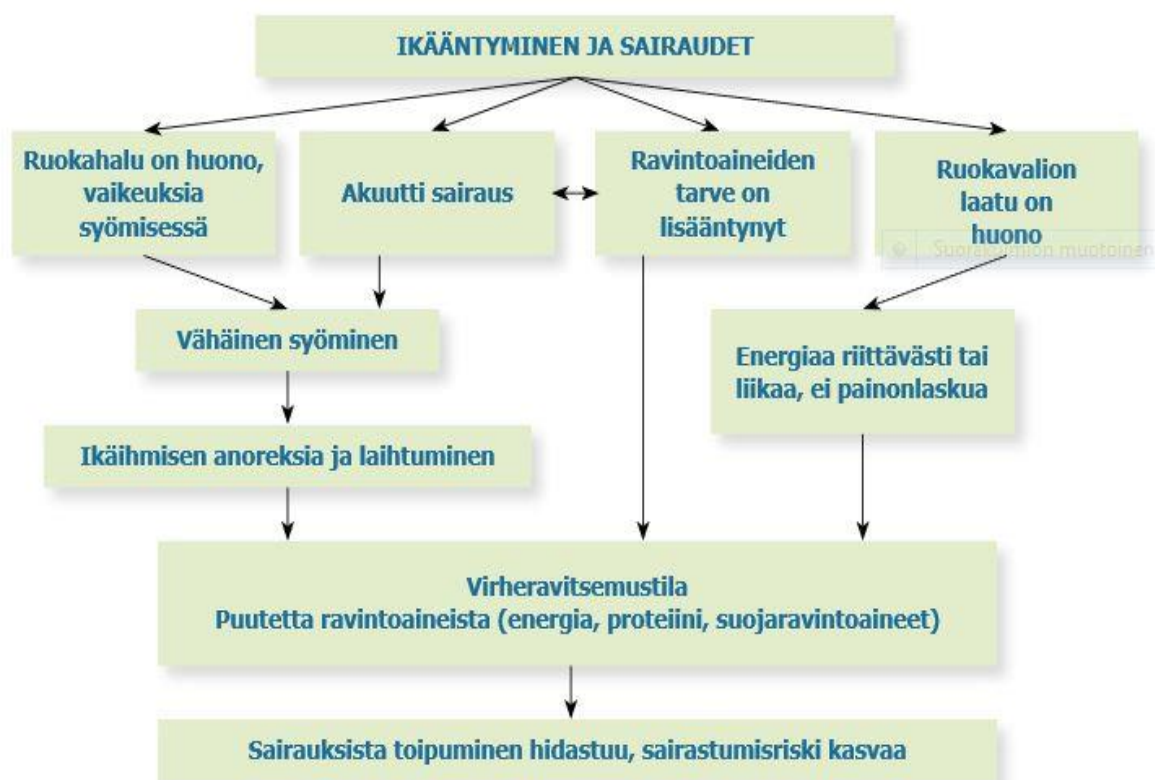 IKÄÄNTYMINEN JA SAIRAUDET
Ruokahalu on huono,
vaikeuksia
syömisessä
Akuutti sairaus
Ravintoaineiden
tarve on
lisääntynyt
Ruokavalion
laatu on
huono
Suorakulmion muotoinen
Vähäinen syöminen
Energiaa riittävästi tai
liikaa, ei painonlaskua
Ikäihmisen anoreksia ja laihtuminen
Virheravitsemustila
Puutetta ravintoaineista (energia, proteiini, suojaravintoaineet)
Sairauksista toipuminen hidastuu, sairastumisriski kasvaa